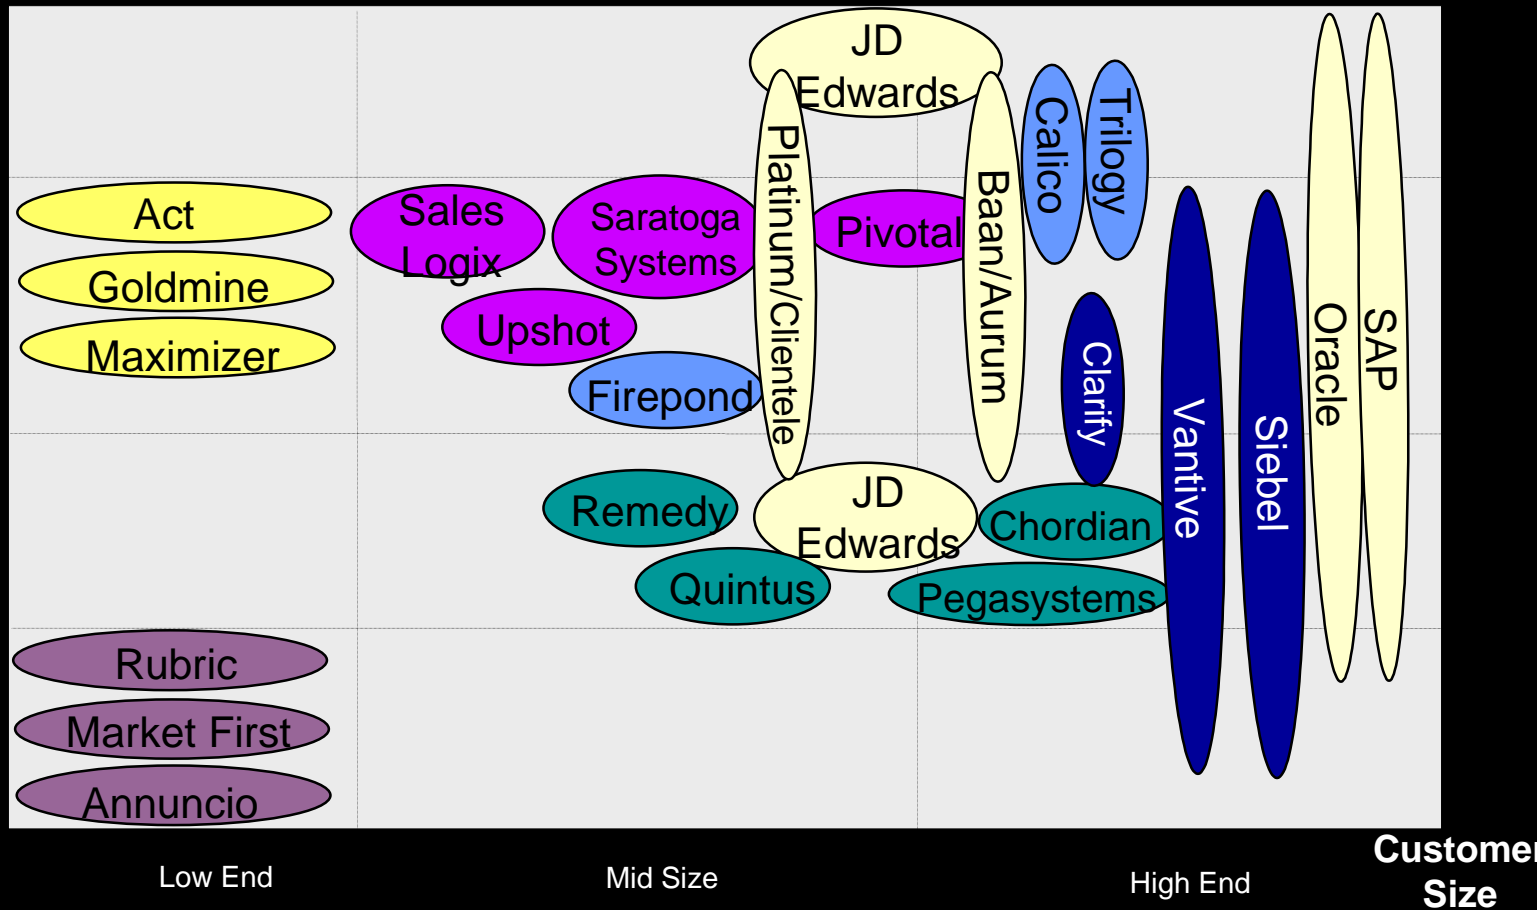 JD
Edwards
Calico
Trilogy
Platinum/Clientele
Baan/Aurum
Act
Sales
Logix
Saratoga
Systems
Pivotal
Goldmine
Upshot
Maximizer
Firepond
Clarify
Oracle
SAP
Vantive
Siebel
Remedy
JD
Edwards
Chordian
Quintus
Pegasystems
Rubric
Market First
Annuncio
Low End
Mid Size
High End
Customer
Size